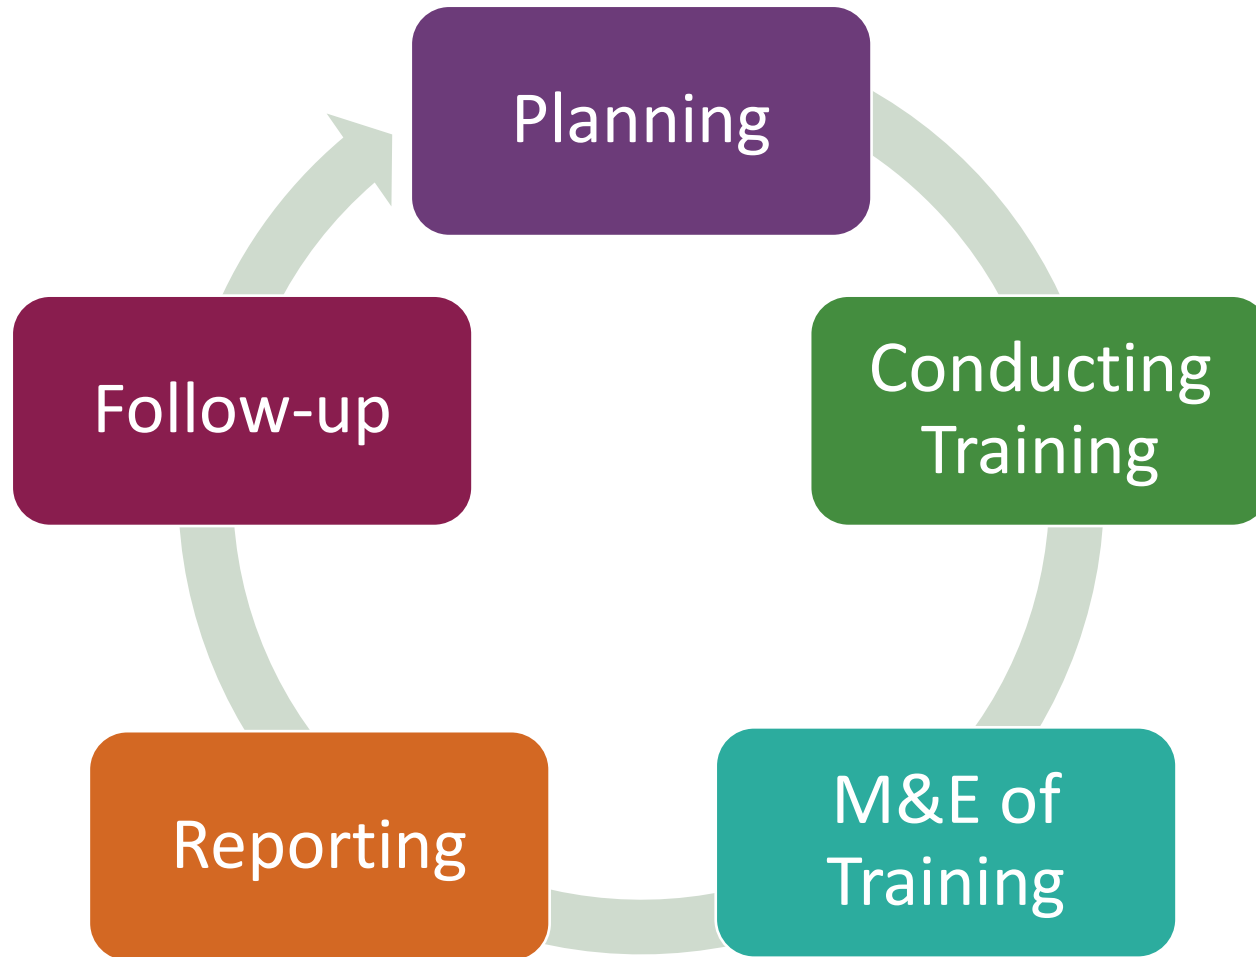 Planning
Conducting
Training
M&E of
Training
Reporting
Follow-up